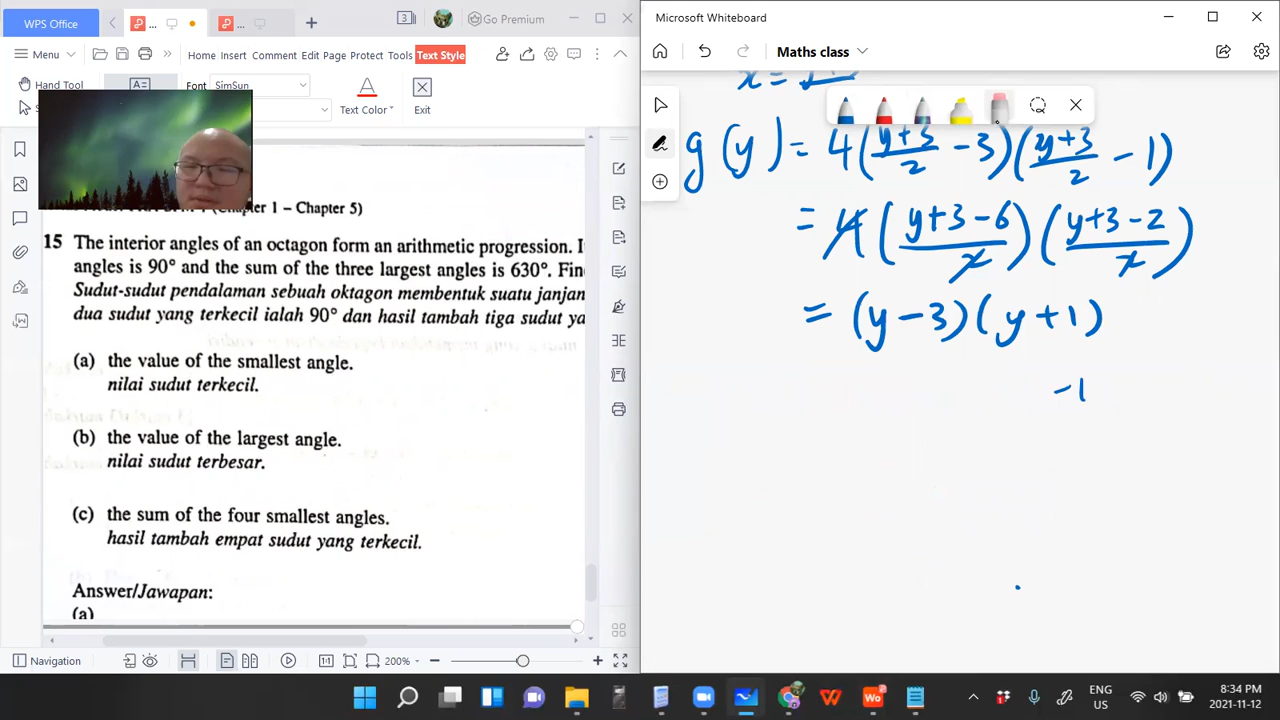 WPS Office
... 
...
3
Go Premium
Menu
Home Insert Comment Edit Page Protect Tools Text Style
Hand Tool
Font SimSun
Text Color
Exit
(Chapter 1 – Chapter 5)
15 The interior angles of an octagon form an arithmetic progression. I
angles is 90° and the sum of the three largest angles is 630°. Fin
Sudut-sudut pendalaman sebuah oktagon membentuk suatu janjan
dua sudut yang terkecil ialah 90° dan hasil tambah tiga sudut ya
(a) the value of the smallest angle.
nilai sudut terkecil.
(b) the value of the largest angle.
nilai sudut terbesar.
(c) the sum of the four smallest angles.
hasil tambah empat sudut yang terkecil.
Answer/Jawapan:
(a)
Navigation
1:1
200%
Microsoft Whiteboard
Maths class
x =
g(y) = 4((y+3)/2 - 3)((y+3)/2 - 1)
= 4((y+3-6)/2)((y+3-2)/2)
= (y-3)(y+1)
-1
ENG
US
8:34 PM
2021-11-12